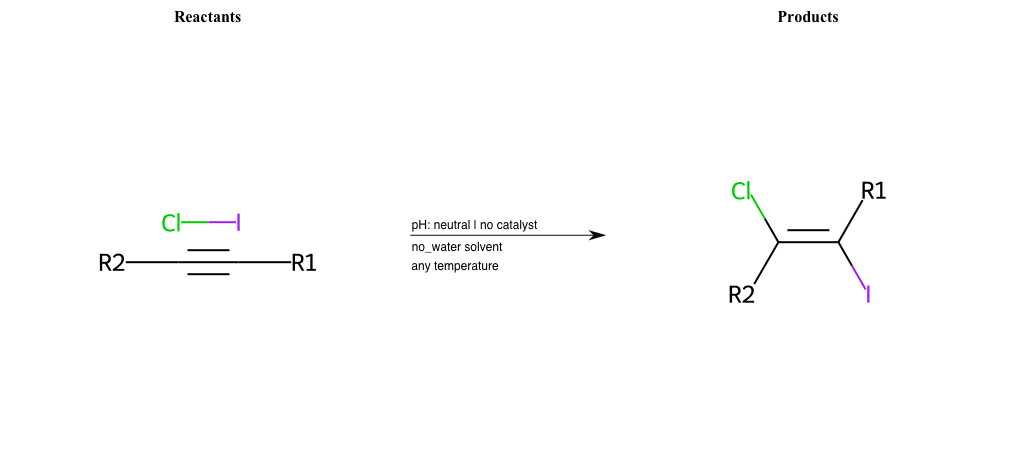 Reactants
Products
Cl
R1
Cl I
pH: neutral | no catalyst
no_water solvent
R2 R1
any temperature
R2
I